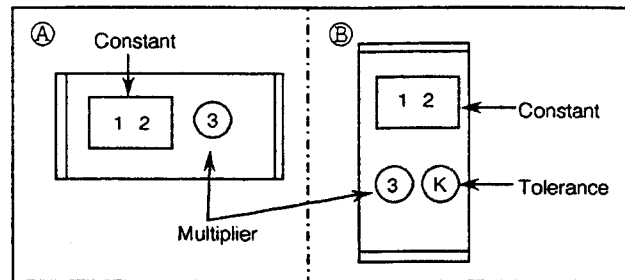 Ⓐ
Constant
1 2
3
Multiplier
Ⓑ
1 2
Constant
3 K
Tolerance